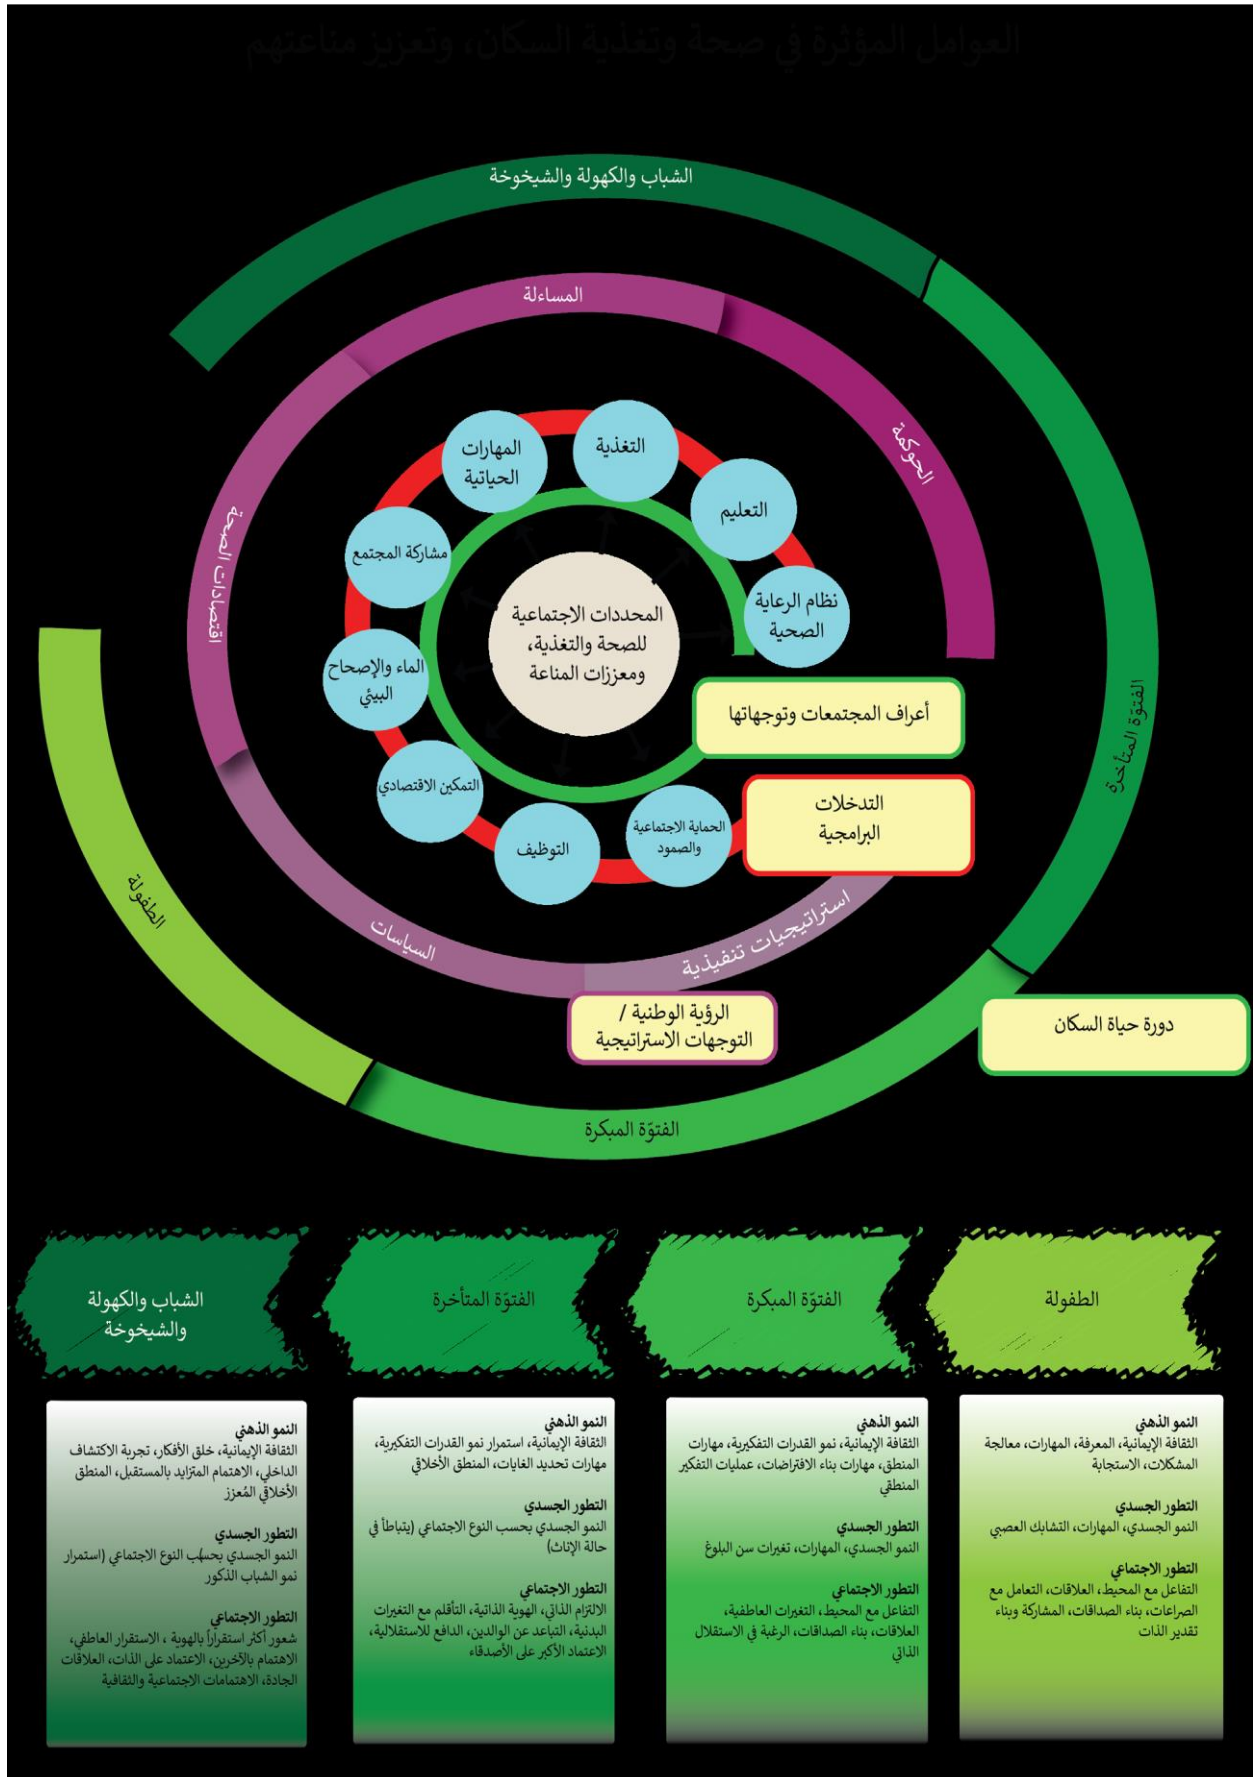 العوامل المؤثرة في صحة وتغذية السكان، وتعزيز مناعتهم
الشباب والكهولة والشيخوخة
المساءلة
الحوكمة
اقتصادات الصحة
السياسات
استراتيجيات تنفيذية
الفتوّة المتأخرة
الطفولة
الفتوّة المبكرة
التغذية
المهارات
الحياتية
التعليم
مشاركة المجتمع
نظام الرعاية
الصحية
المحددات الاجتماعية
للصحة والتغذية،
ومعززات المناعة
الماء والإصحاح
البيئي
أعراف المجتمعات وتوجهاتها
التمكين الاقتصادي
التدخلات
البرامجية
الحماية الاجتماعية
والصمود
التوظيف
الرؤية الوطنية /
التوجهات الاستراتيجية
دورة حياة السكان
الطفولة
النمو الذهني
الثقافة الإيمانية، المعرفة، المهارات، معالجة
المشكلات، الاستجابة
التطور الجسدي
النمو الجسدي، المهارات، التشابك العصبي
التطور الاجتماعي
التفاعل مع المحيط، العلاقات، التعامل مع
الصراعات، بناء الصداقات، المشاركة وبناء
تقدير الذات
الفتوّة المبكرة
النمو الذهني
الثقافة الإيمانية، نمو القدرات التفكيرية، مهارات
المنطق، مهارات بناء الافتراضات، عمليات التفكير
المنطقي
التطور الجسدي
النمو الجسدي، المهارات، تغيرات سن البلوغ
التطور الاجتماعي
التفاعل مع المحيط، التغيرات العاطفية،
العلاقات، بناء الصداقات، الرغبة في الاستقلال
الذاتي
الفتوّة المتأخرة
النمو الذهني
الثقافة الإيمانية، استمرار نمو القدرات التفكيرية،
مهارات تحديد الغايات، المنطق الأخلاقي
التطور الجسدي
النمو الجسدي بحسب النوع الاجتماعي (يتباطأ في
حالة الإناث)
التطور الاجتماعي
الالتزام الذاتي، الهوية الذاتية، التأقلم مع التغيرات
البدنية، التباعد عن الوالدين، الدافع للاستقلالية،
الاعتماد الأكبر على الأصدقاء
الشباب والكهولة
والشيخوخة
النمو الذهني
الثقافة الإيمانية، خلق الأفكار، تجربة الاكتشاف
الداخلي، الاهتمام المتزايد بالمستقبل، المنطق
الأخلاقي المُعزز
التطور الجسدي
النمو الجسدي بحسب النوع الاجتماعي (استمرار
نمو الشباب الذكور
التطور الاجتماعي
شعور أكثر استقراراً بالهوية ، الاستقرار العاطفي،
الاهتمام بالآخرين، الاعتماد على الذات، العلاقات
الجادة، الاهتمامات الاجتماعية والثقافية